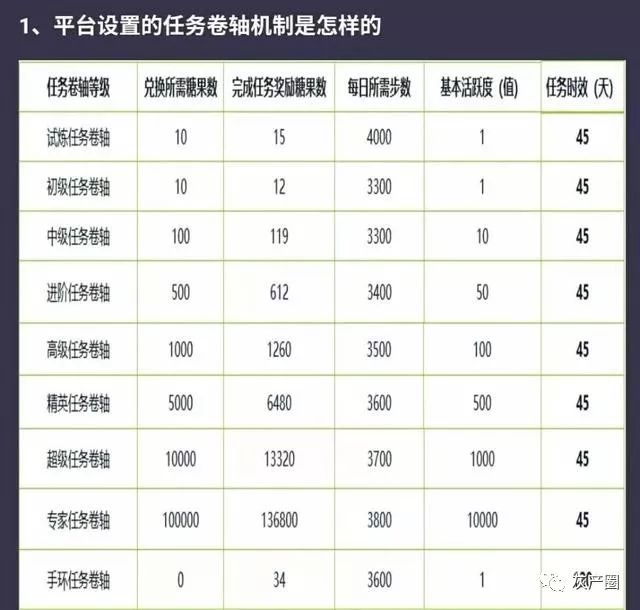 1、平台设置的任务卷轴机制是怎样的
任务卷轴等级 兑换所需糖果数 完成任务奖励糖果数 每日所需步数 基本活跃度 (值) 任务时效 (天)
试炼任务卷轴 10 15 4000 1 45
初级任务卷轴 10 12 3300 1 45
中级任务卷轴 100 119 3300 10 45
进阶任务卷轴 500 612 3400 50 45
高级任务卷轴 1000 1260 3500 100 45
精英任务卷轴 5000 6480 3600 500 45
超级任务卷轴 10000 13320 3700 1000 45
专家任务卷轴 100000 136800 3800 10000 45
手环任务卷轴 0 34 3600 1
灰产圈